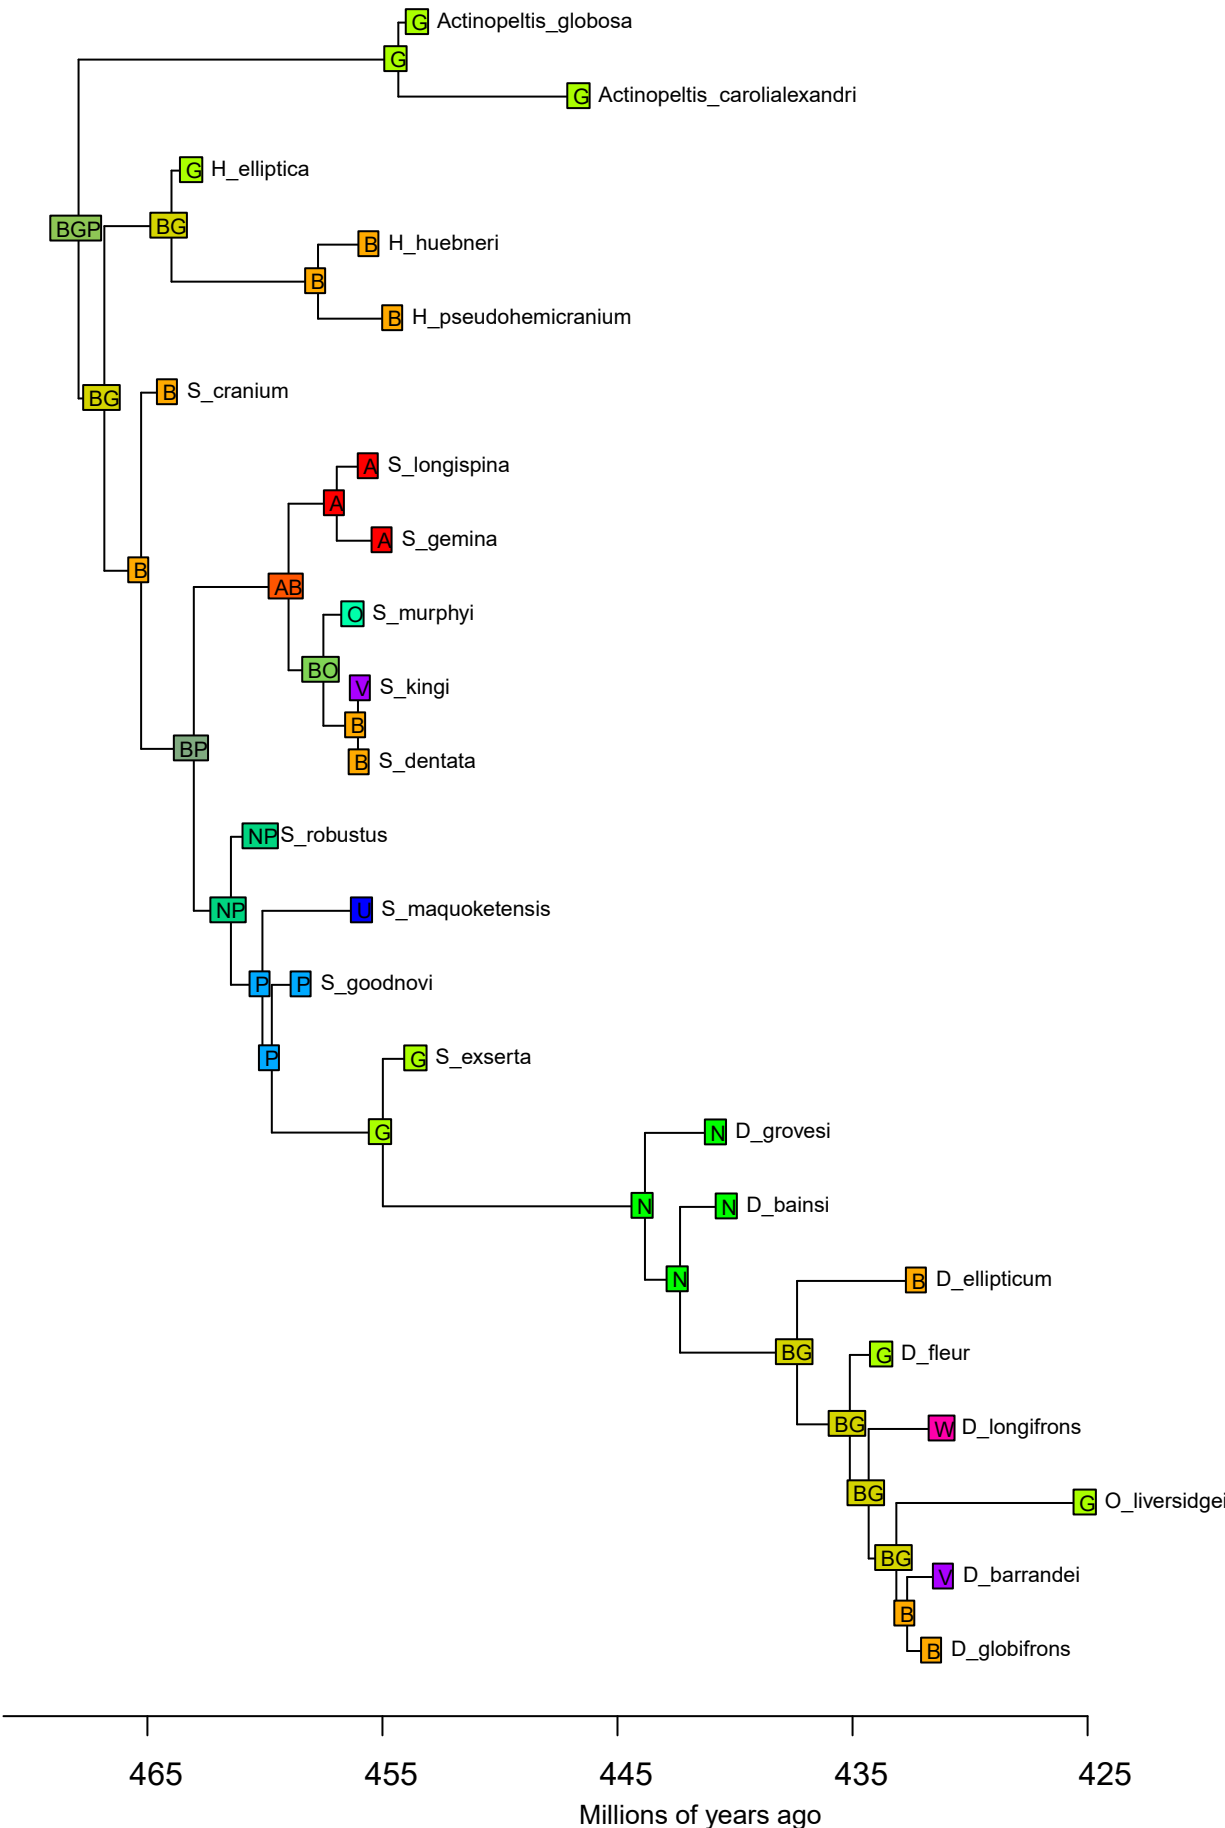 G Actinopeltis_globosa
G
G Actinopeltis_carolialexandri
G H_elliptica
BGP BG
B H_huebneri
B
B H_pseudohemicranium
B S_cranium
BG
A S_longispina
A
A S_gemina
B
AB
O S_murphyi
BO
V S_kingi
B
BP
B S_dentata
NP S_robustus
NP U S_maquoketensis
P P S_goodnovi
P G S_exserta
G N D_grovesi
N N D_bainsi
N B D_ellipticum
BG G D_fleur
BG W D_longifrons
BG G O_liversidgei
BG
V D_barrandei
B
B D_globifrons
465 455 445 435 425
Millions of years ago